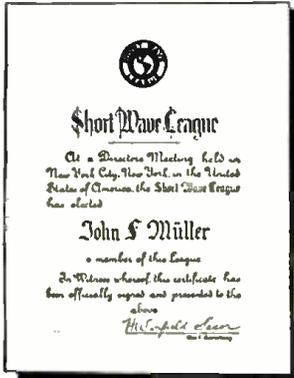 Short Wave League
At a Directors Meeting held in
New York City, New York, in the United
States of America, the Short Wave League
has elected
John F Müller
a member of this League
In Witness whereof, this certificate has
been officially signed and presented to the
above